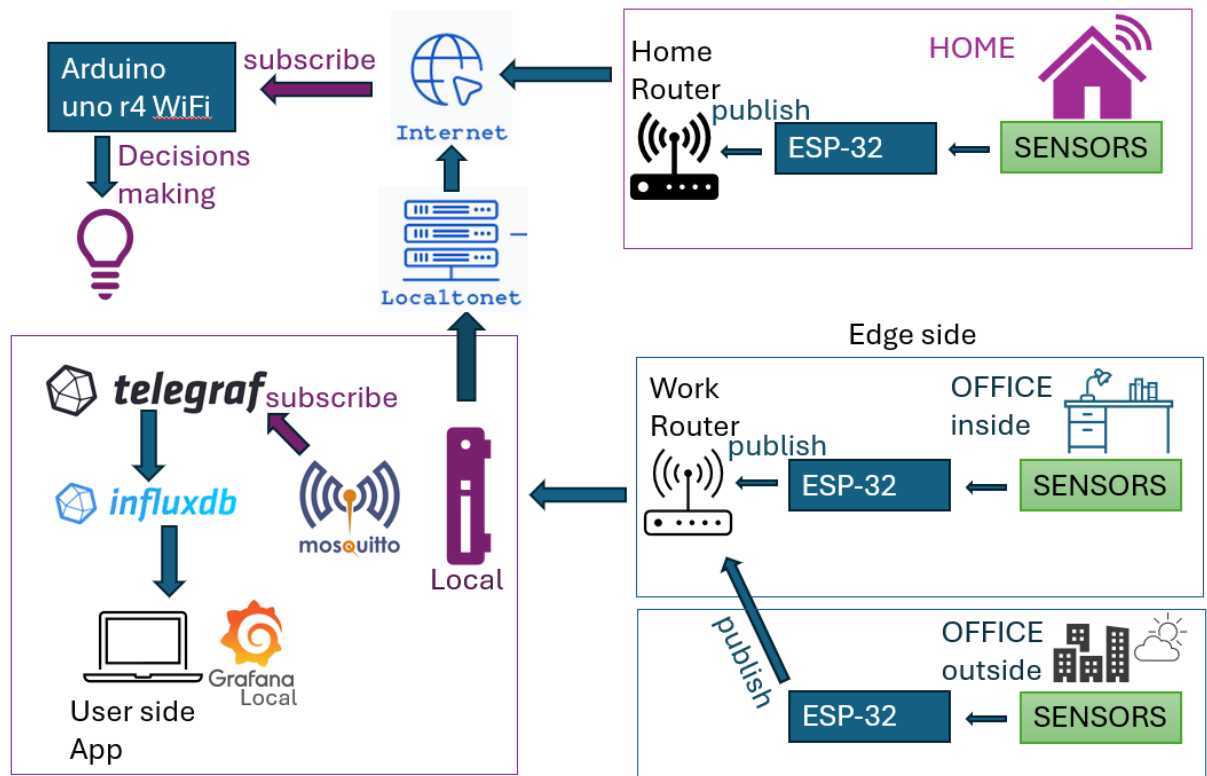 Arduino
uno r4 WiFi
subscribe
Internet
Decisions
making
Localtonet
Home
Router
publish
ESP-32
HOME
SENSORS
telegraf
subscribe
influxdb
mosquitto
Local
Grafana
Local
User side
App
Edge side
Work
Router
publish
ESP-32
OFFICE
inside
SENSORS
publish
ESP-32
OFFICE
outside
SENSORS